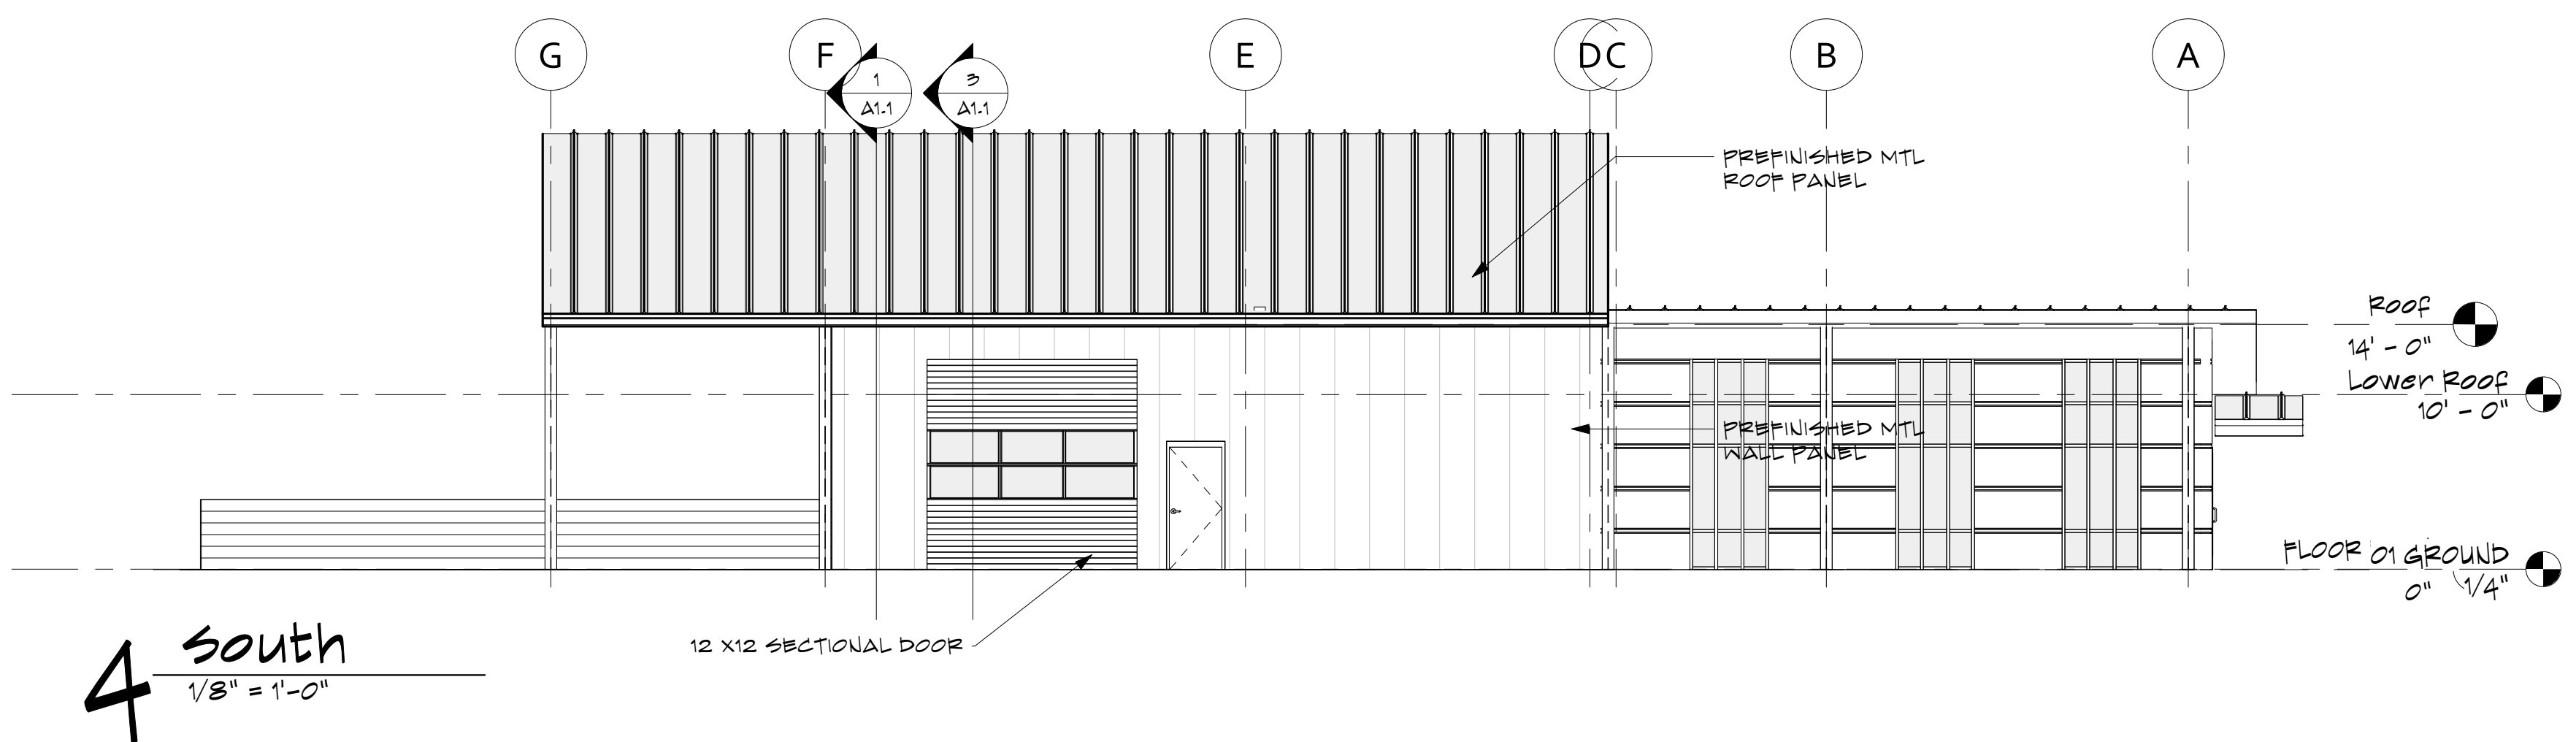 G
F
E
D
C
B
A
1
A1.1
3
A1.1
PREFINISHED MTL
ROOF PANEL
Roof
14' - 0"
Lower Roof
10' - 0"
PREFINISHED MTL
WALL PANEL
FLOOR 01 GROUND
0" 1/4"
12 X12 SECTIONAL DOOR
4
South
1/8" = 1'-0"